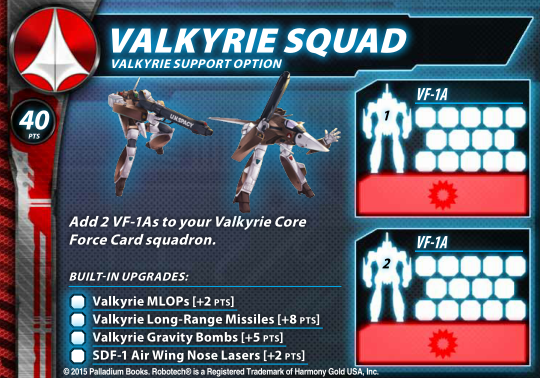 VALKYRIE SQUAD
VALKYRIE SUPPORT OPTION
40
PTS
U.N.SPACY
VF-1A
1
Add 2 VF-1As to your Valkyrie Core
Force Card squadron.
VF-1A
2
BUILT-IN UPGRADES:
Valkyrie MLOPs [+2 PTS]
Valkyrie Long-Range Missiles [+8 PTS]
Valkyrie Gravity Bombs [+5 PTS]
SDF-1 Air Wing Nose Lasers [+2 PTS]
© 2015 Palladium Books. Robotech® is a Registered Trademark of Harmony Gold USA, Inc.